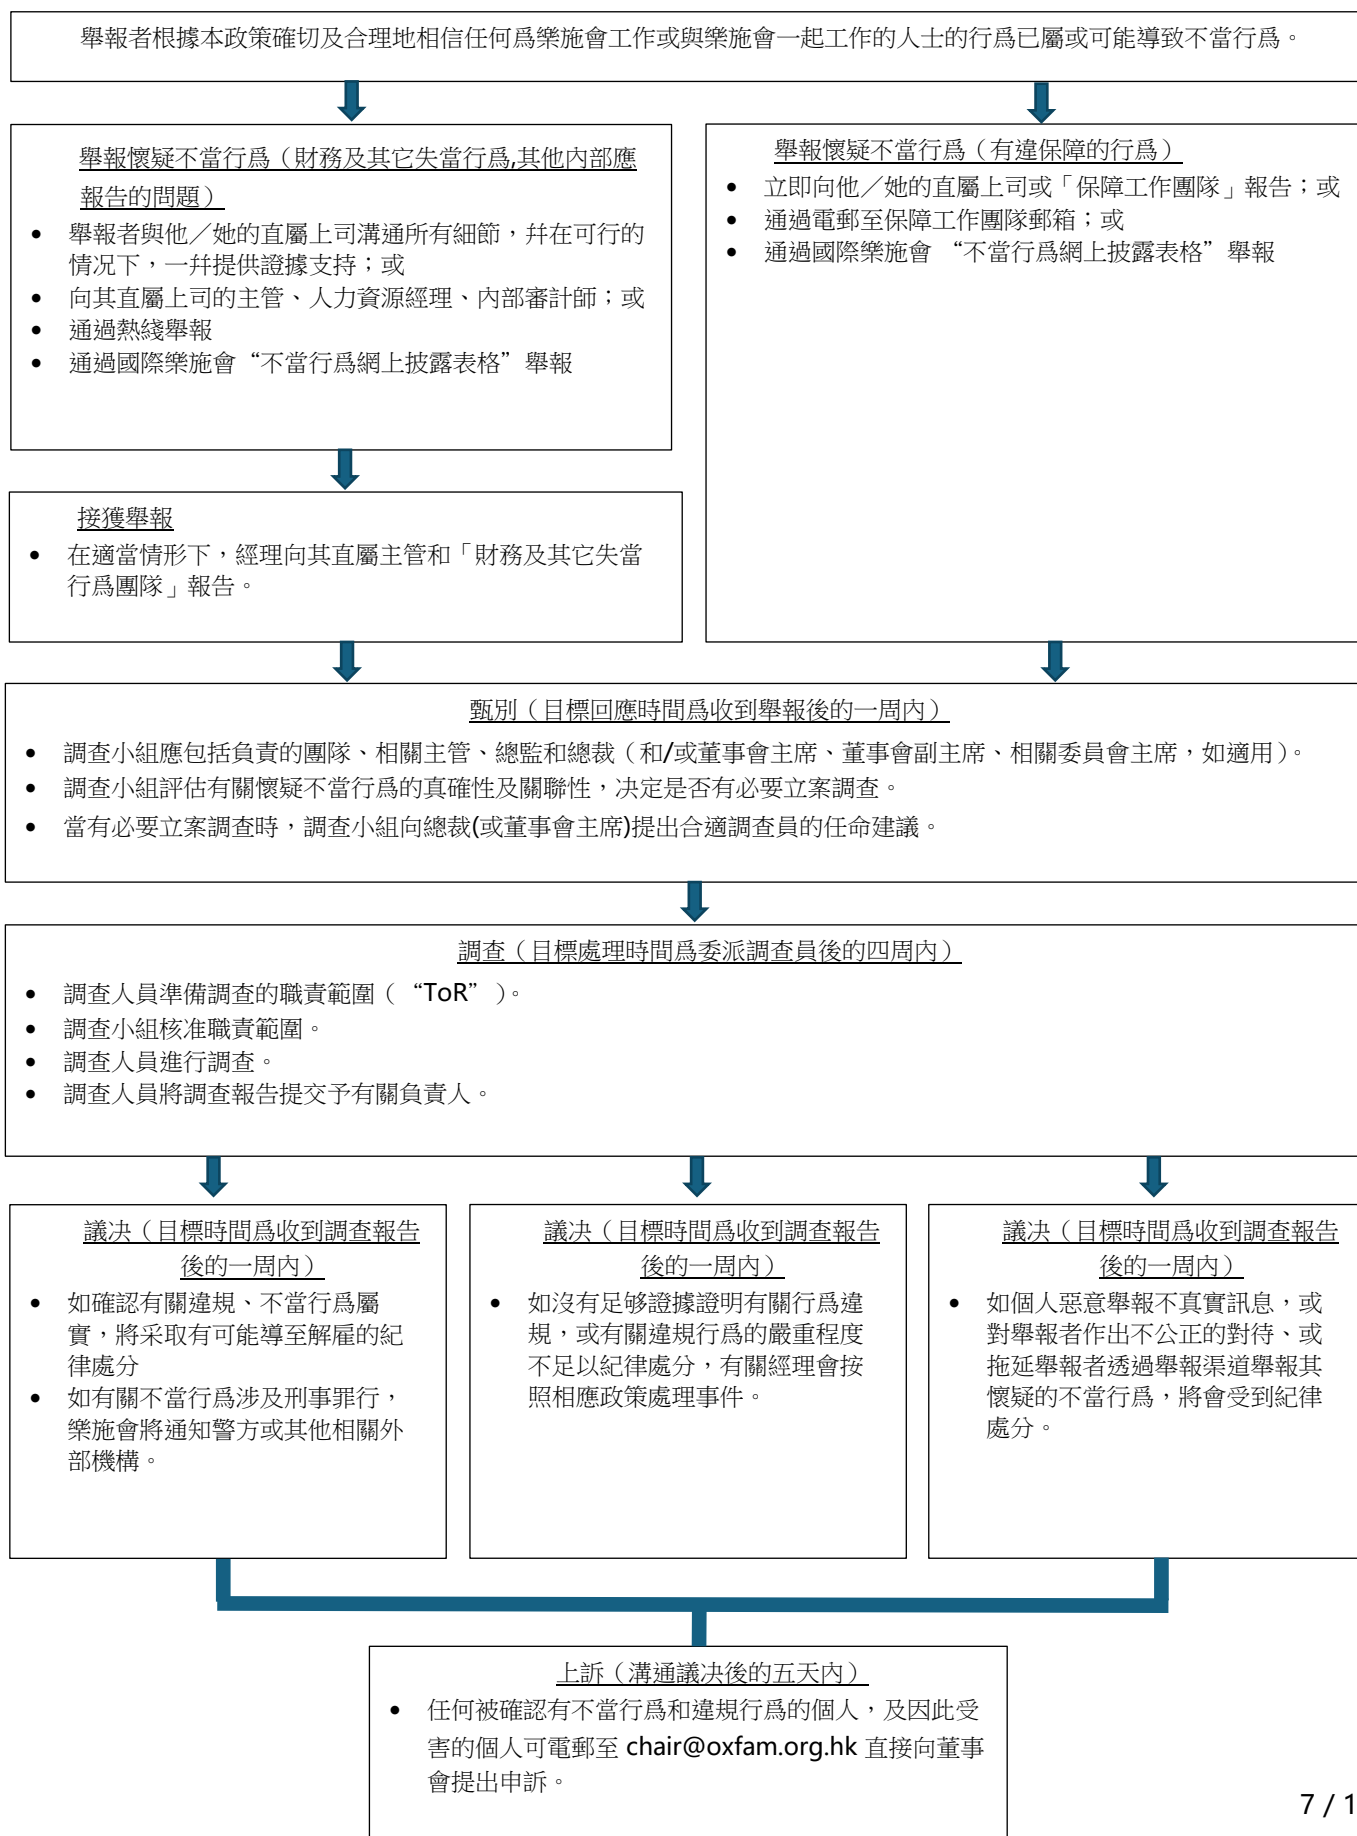 舉報者根據本政策確切及合理地相信任何爲樂施會工作或與樂施會一起工作的人士的行爲已屬或可能導致不當行爲。
舉報懷疑不當行爲（財務及其它失當行爲,其他內部應
報告的問題）
• 舉報者與他／她的直屬上司溝通所有細節，幷在可行的
情況下，一幷提供證據支持；或
• 向其直屬上司的主管、人力資源經理、內部審計師；或
• 通過熱綫舉報
• 通過國際樂施會“不當行爲網上披露表格”舉報
舉報懷疑不當行爲（有違保障的行爲）
• 立即向他／她的直屬上司或「保障工作團隊」報告；或
• 通過電郵至保障工作團隊郵箱；或
• 通過國際樂施會 “不當行爲網上披露表格”舉報
接獲舉報
• 在適當情形下，經理向其直屬主管和「財務及其它失當
行爲團隊」報告。
甄別（目標回應時間爲收到舉報後的一周內）
• 調查小組應包括負責的團隊、相關主管、總監和總裁（和/或董事會主席、董事會副主席、相關委員會主席，如適用）。
• 調查小組評估有關懷疑不當行爲的真確性及關聯性，决定是否有必要立案調查。
• 當有必要立案調查時，調查小組向總裁(或董事會主席)提出合適調查員的任命建議。
調查（目標處理時間爲委派調查員後的四周內）
• 調查人員準備調查的職責範圍（ “ToR” ）。
• 調查小組核准職責範圍。
• 調查人員進行調查。
• 調查人員將調查報告提交予有關負責人。
議决（目標時間爲收到調查報告
後的一周內）
• 如確認有關違規、不當行爲屬
實，將采取有可能導至解雇的紀
律處分
• 如有關不當行爲涉及刑事罪行，
樂施會將通知警方或其他相關外
部機構。
議决（目標時間爲收到調查報告
後的一周內）
• 如沒有足够證據證明有關行爲違
規，或有關違規行爲的嚴重程度
不足以紀律處分，有關經理會按
照相應政策處理事件。
議决（目標時間爲收到調查報告
後的一周內）
• 如個人惡意舉報不真實訊息，或
對舉報者作出不公正的對待、或
拖延舉報者透過舉報渠道舉報其
懷疑的不當行爲，將會受到紀律
處分。
上訴（溝通議决後的五天內）
• 任何被確認有不當行爲和違規行爲的個人，及因此受
害的個人可電郵至 chair@oxfam.org.hk 直接向董事
會提出申訴。
7 / 1